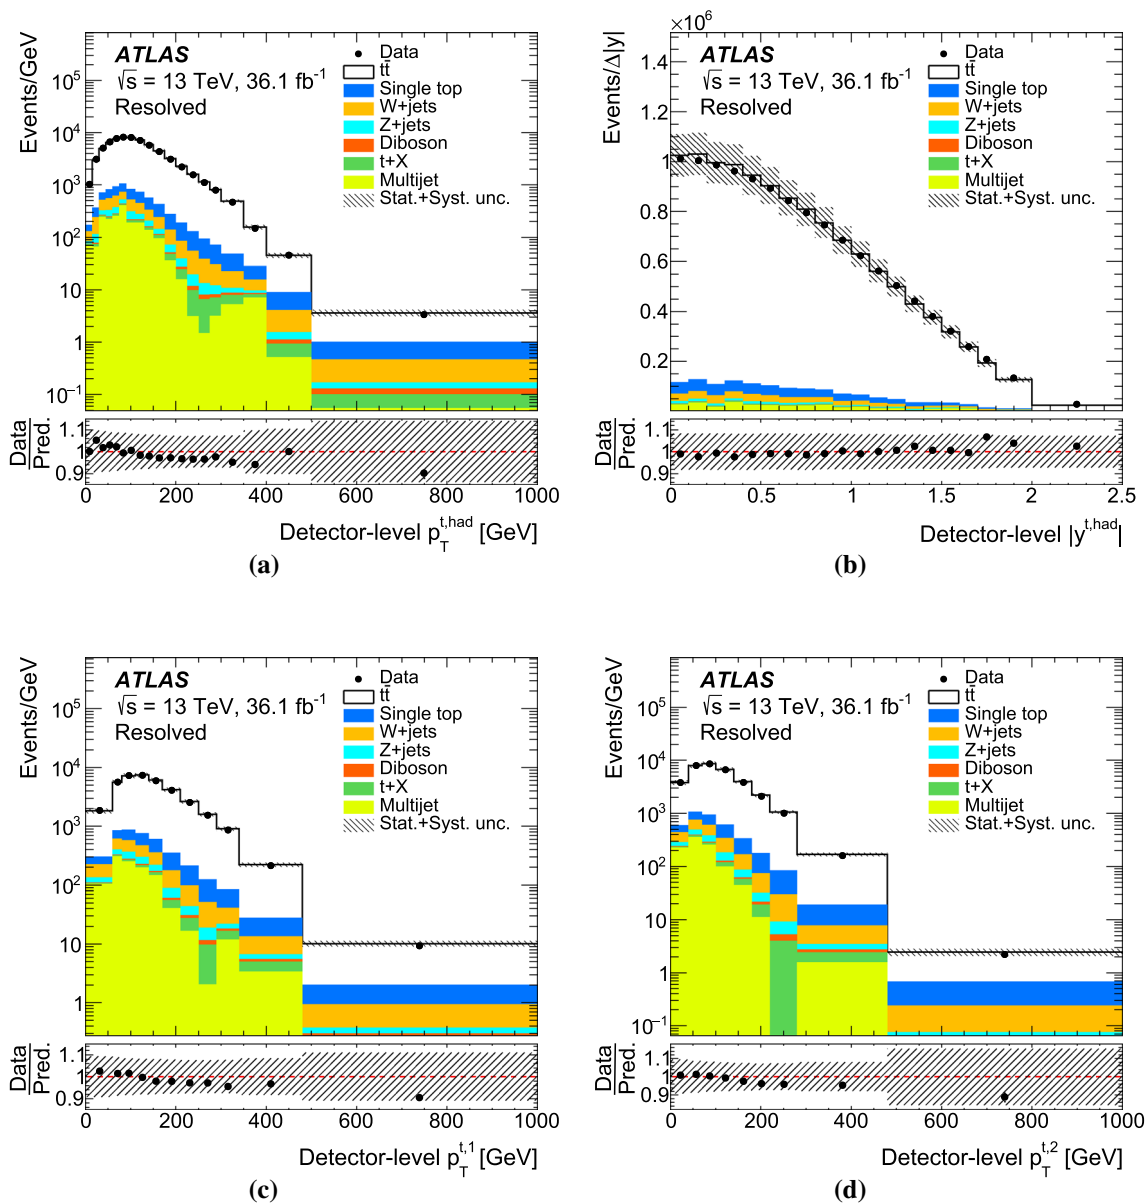 ATLAS
√s = 13 TeV, 36.1 fb⁻¹
Resolved
Data
tt̄
Single top
W+jets
Z+jets
Diboson
t+X
Multijet
Stat.+Syst. unc.
Events/GeV
10⁵
10⁴
10³
10²
10
1
10⁻¹
Data
Pred.
1.1
1
0.9
0 200 400 600 800 1000
Detector-level p_T^{t,had} [GeV]
(a)
×10⁶
ATLAS
√s = 13 TeV, 36.1 fb⁻¹
Resolved
Data
tt̄
Single top
W+jets
Z+jets
Diboson
t+X
Multijet
Stat.+Syst. unc.
Events/Δ|y|
1.4
1.2
1
0.8
0.6
0.4
0.2
Data
Pred.
1.1
1
0.9
0 0.5 1 1.5 2 2.5
Detector-level |y^{t,had}|
(b)
ATLAS
√s = 13 TeV, 36.1 fb⁻¹
Resolved
Data
tt̄
Single top
W+jets
Z+jets
Diboson
t+X
Multijet
Stat.+Syst. unc.
Events/GeV
10⁵
10⁴
10³
10²
10
1
Data
Pred.
1.1
1
0.9
0 200 400 600 800 1000
Detector-level p_T^{t,1} [GeV]
(c)
ATLAS
√s = 13 TeV, 36.1 fb⁻¹
Resolved
Data
tt̄
Single top
W+jets
Z+jets
Diboson
t+X
Multijet
Stat.+Syst. unc.
Events/GeV
10⁵
10⁴
10³
10²
10
1
10⁻¹
Data
Pred.
1.1
1
0.9
0 200 400 600 800 1000
Detector-level p_T^{t,2} [GeV]
(d)